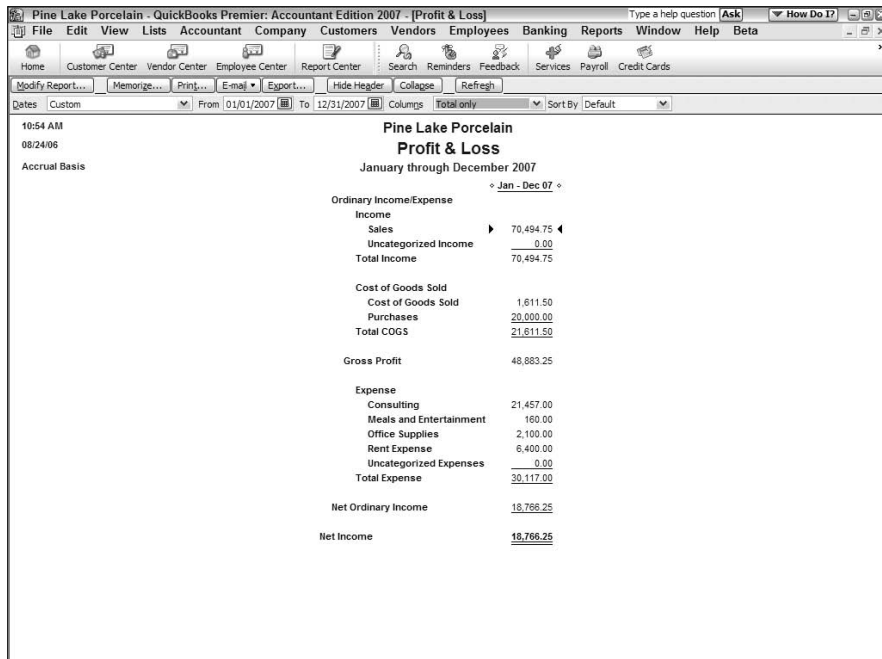 Pine Lake Porcelain - QuickBooks Premier: Accountant Edition 2007 - [Profit & Loss] Type a help question Ask How Do I?
File Edit View Lists Accountant Company Customers Vendors Employees Banking Reports Window Help Beta
Home Customer Center Vendor Center Employee Center Report Center Search Reminders Feedback Services Payroll Credit Cards
Modify Report... Memorize... Print... E-mail Export... Hide Header Collapse Refresh
Dates Custom From 01/01/2007 To 12/31/2007 Columns Total only Sort By Default
10:54 AM Pine Lake Porcelain
08/24/06 Profit & Loss
Accrual Basis January through December 2007
Jan - Dec 07
Ordinary Income/Expense
Income
Sales 70,494.75
Uncategorized Income 0.00
Total Income 70,494.75
Cost of Goods Sold
Cost of Goods Sold 1,611.50
Purchases 20,000.00
Total COGS 21,611.50
Gross Profit 48,883.25
Expense
Consulting 21,457.00
Meals and Entertainment 160.00
Office Supplies 2,100.00
Rent Expense 6,400.00
Uncategorized Expenses 0.00
Total Expense 30,117.00
Net Ordinary Income 18,766.25
Net Income 18,766.25